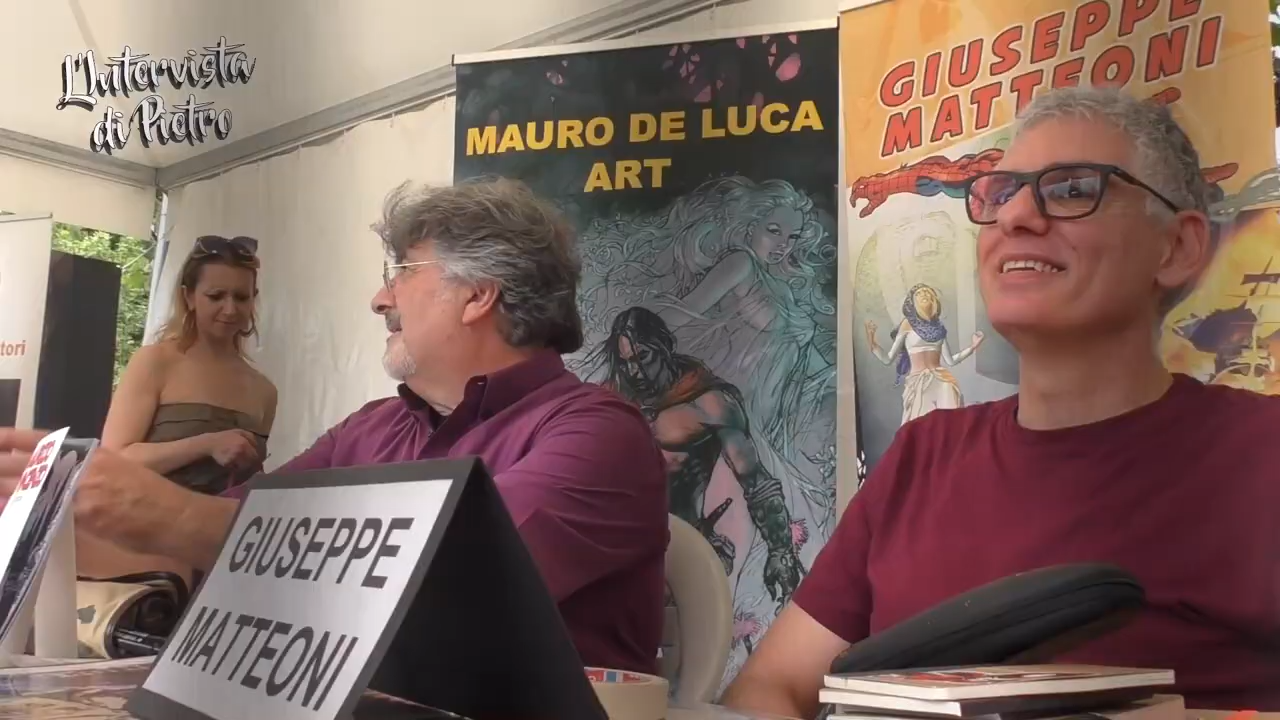 L'Intervista
di Pietro
MAURO DE LUCA
ART
GIUSEPPE
MATTEONI
tori
GIUSEPPE
MATTEONI